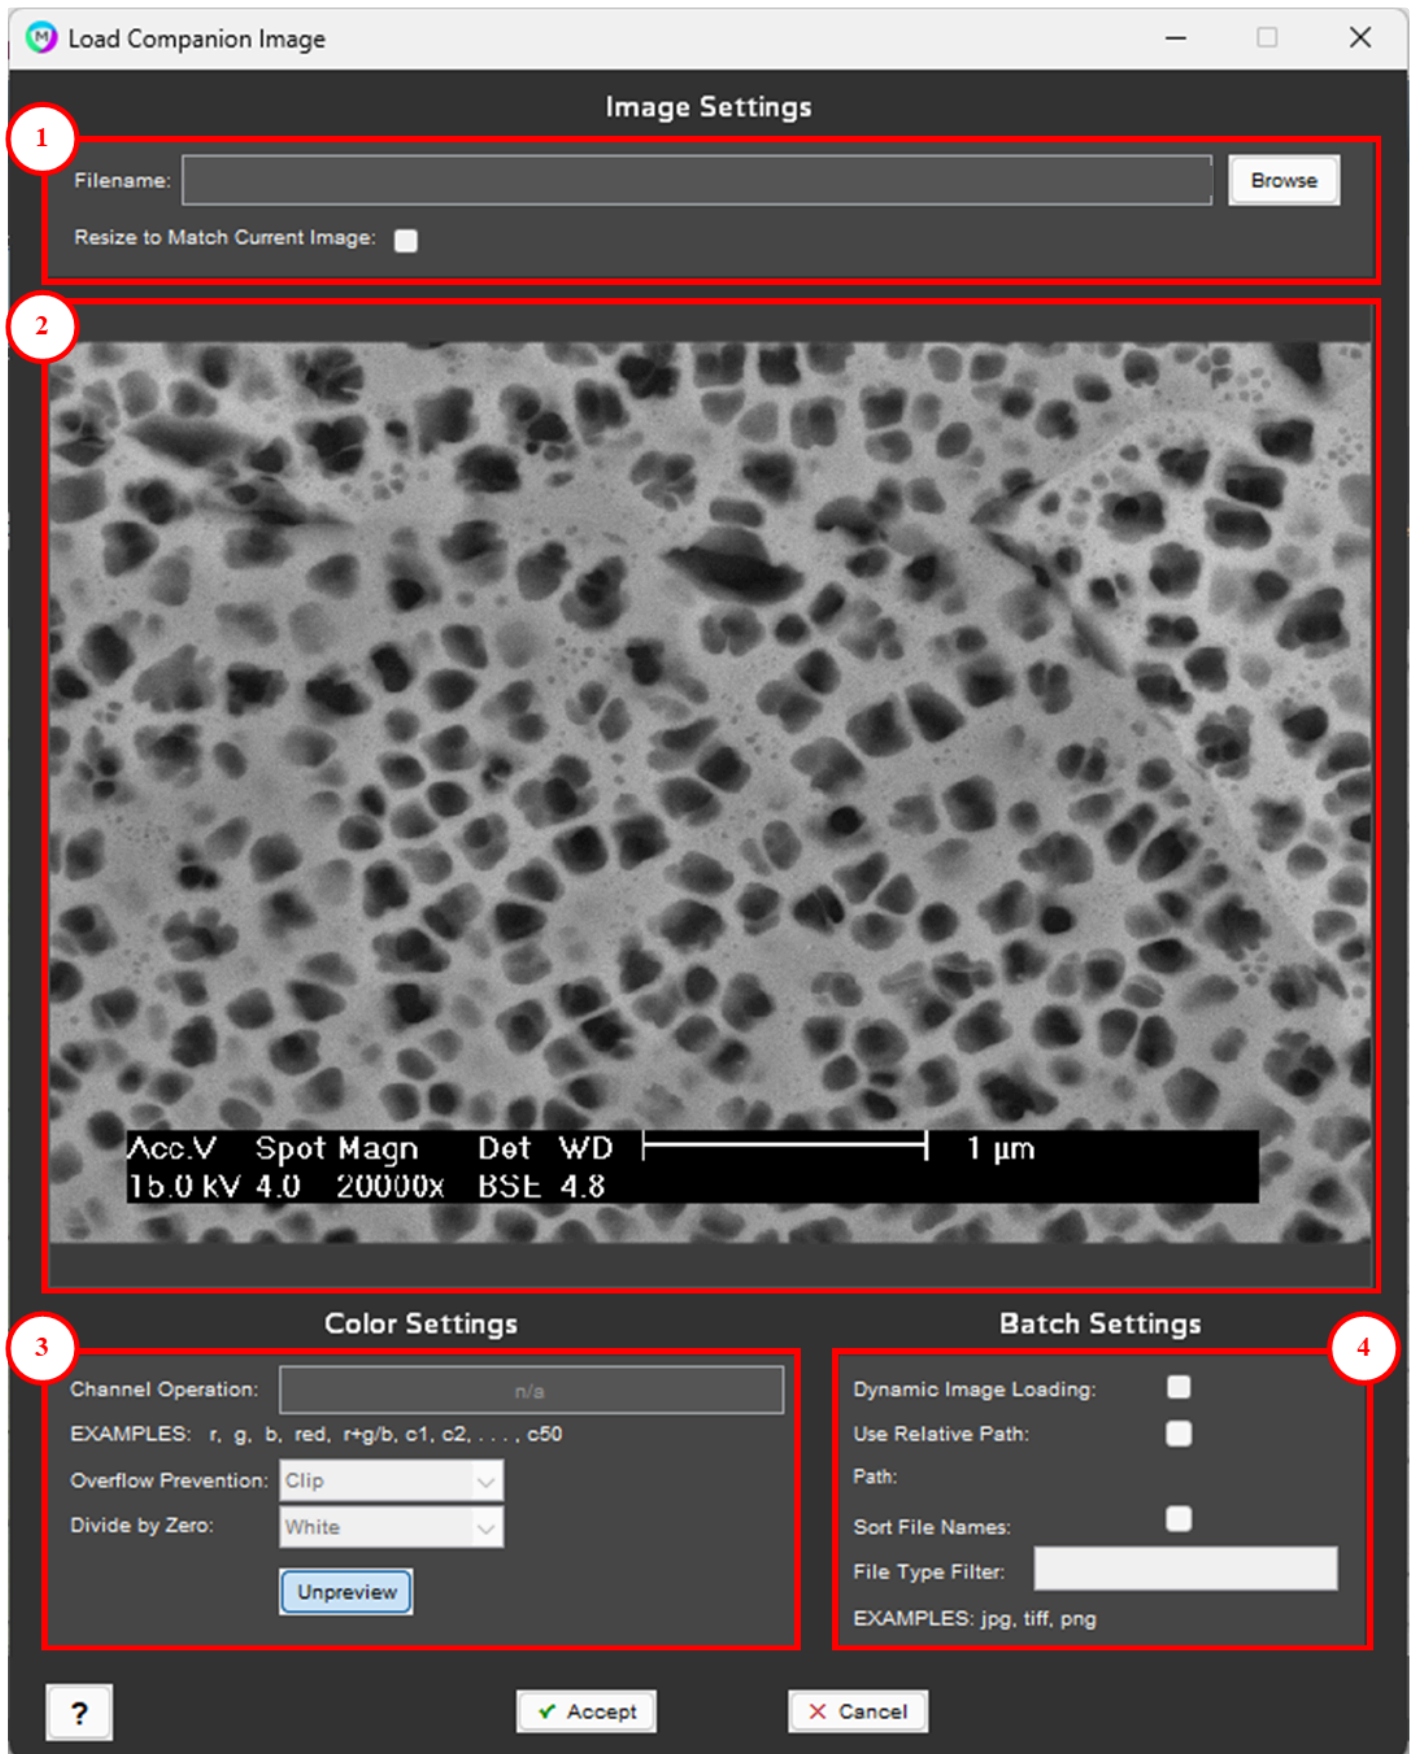 Load Companion Image
Image Settings
1
Filename:
Browse
Resize to Match Current Image:
2
Acc.V Spot Magn Det WD 1 µm
15.0 kV 4.0 20000x BSE 4.8
Color Settings
3
Channel Operation: n/a
EXAMPLES: r, g, b, red, r+g/b, c1, c2, . . . , c50
Overflow Prevention: Clip
Divide by Zero: White
Unpreview
Batch Settings
4
Dynamic Image Loading:
Use Relative Path:
Path:
Sort File Names:
File Type Filter:
EXAMPLES: jpg, tiff, png
?
Accept
Cancel